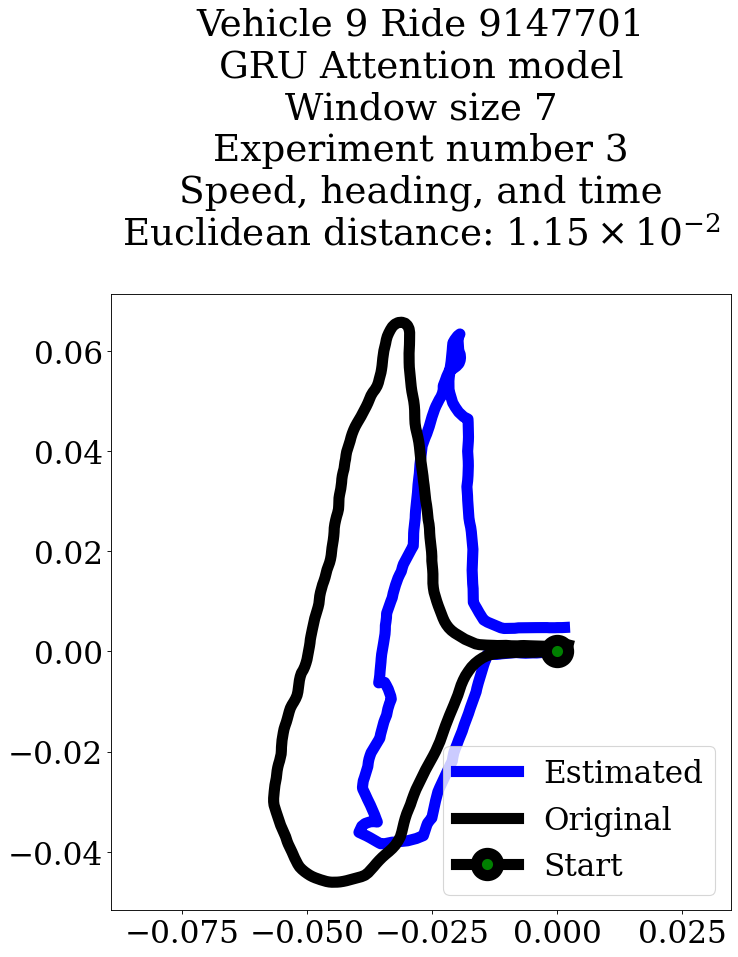 Vehicle 9 Ride 9147701
GRU Attention model
Window size 7
Experiment number 3
Speed, heading, and time
Euclidean distance: 1.15 × 10⁻²
0.06
0.04
0.02
0.00
−0.02
−0.04
Estimated
Original
Start
−0.075 −0.050 −0.025 0.000 0.025